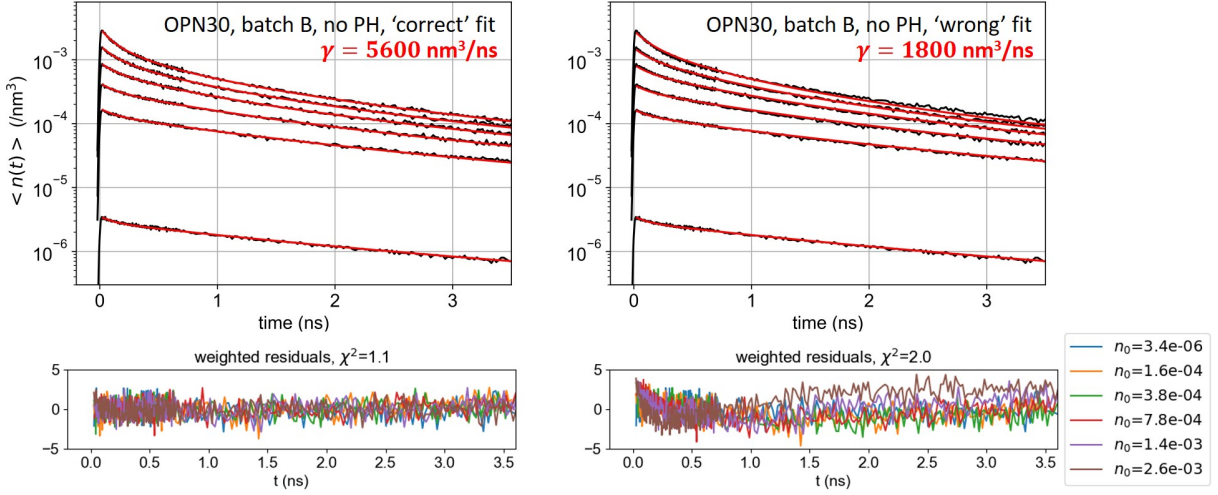 OPN30, batch B, no PH, ‘correct’ fit
γ = 5600 nm³/ns
10⁻³
10⁻⁴
10⁻⁵
10⁻⁶
< n(t) > (/nm³)
0 1 2 3
time (ns)
OPN30, batch B, no PH, ‘wrong’ fit
γ = 1800 nm³/ns
10⁻³
10⁻⁴
10⁻⁵
10⁻⁶
0 1 2 3
time (ns)
weighted residuals, χ²=1.1
5
0
−5
0.0 0.5 1.0 1.5 2.0 2.5 3.0 3.5
t (ns)
weighted residuals, χ²=2.0
5
0
−5
0.0 0.5 1.0 1.5 2.0 2.5 3.0 3.5
t (ns)
n₀=3.4e-06
n₀=1.6e-04
n₀=3.8e-04
n₀=7.8e-04
n₀=1.4e-03
n₀=2.6e-03